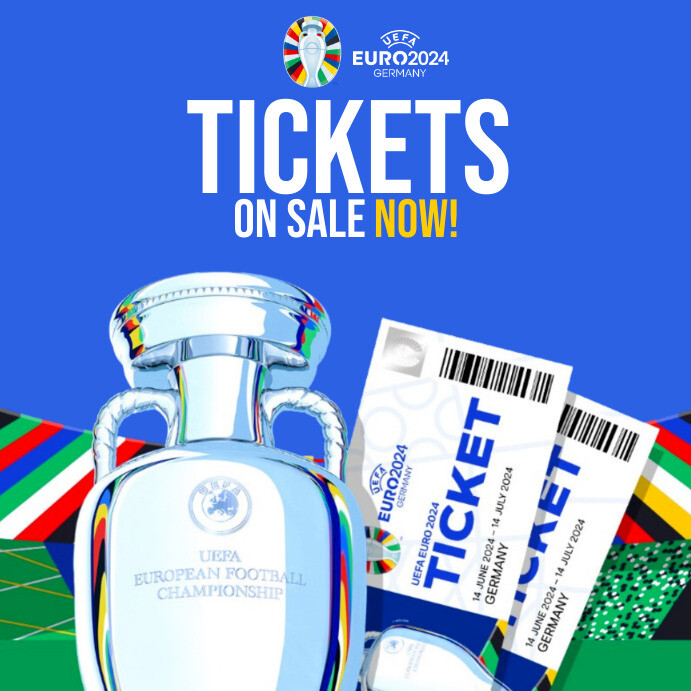 UEFA
EURO2024
GERMANY
TICKETS
ON SALE NOW!
UEFA
UEFA
EUROPEAN FOOTBALL
CHAMPIONSHIP
UEFA
EURO2024
GERMANY
UEFA EURO 2024
TICKET
14 JUNE 2024 – 14 JULY 2024
GERMANY
TICKET
14 JUNE 2024 – 14 JULY 2024
GERMANY